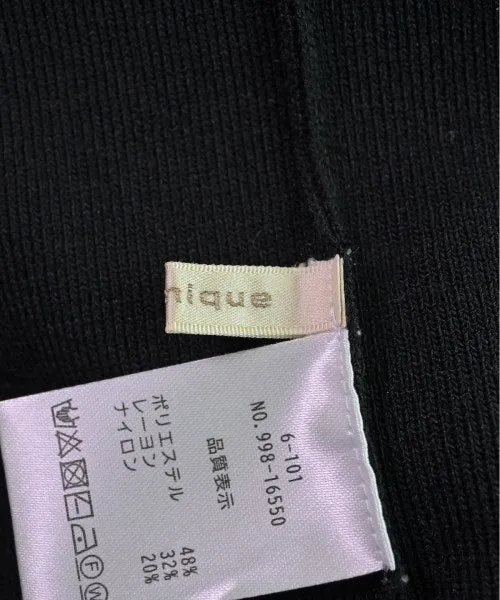 nique
6-101
NO.998-16550
品質表示
ポリエステル 48%
レーヨン 32%
ナイロン 20%
F
W